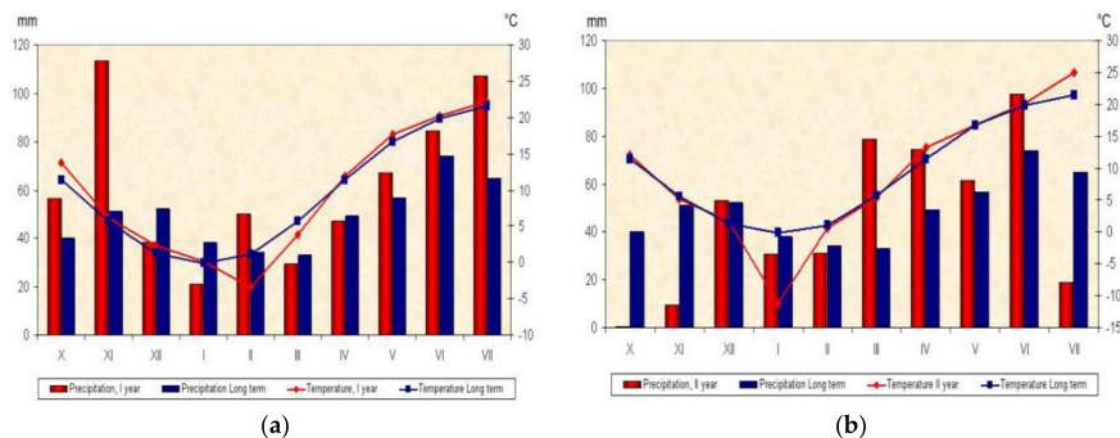 mm °C
120 30
100 25
80 20
60 15
40 10
20 5
0 0
-5
-10
X XI XII I II III IV V VI VII
Precipitation, I year Precipitation Long term Temperature, I year Temperature Long term
(a)
mm °C
120 30
100 25
80 20
60 15
40 10
20 5
0 0
-5
-10
-15
X XI XII I II III IV V VI VII
Precipitation, II year Precipitation Long term Temperature II year Temperature Long term
(b)